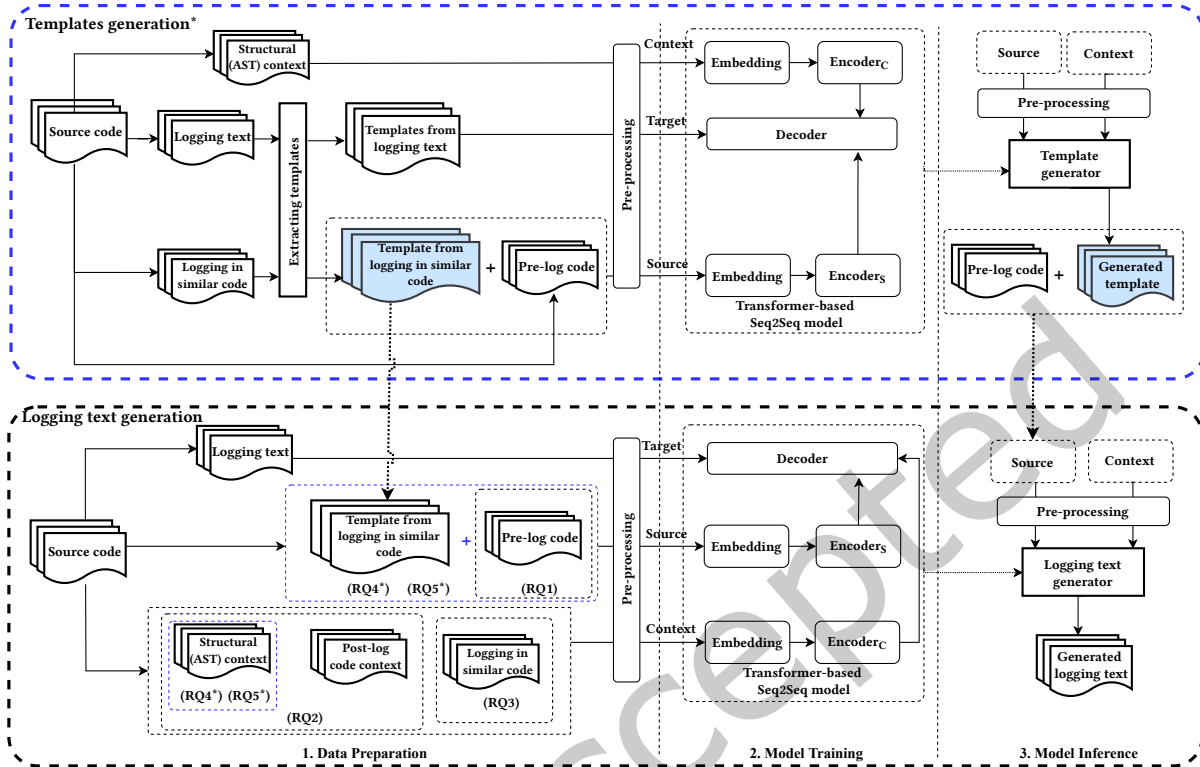 Templates generation*
Structural
(AST) context
Source code
Logging text
Logging in
similar code
Extracting templates
Templates from
logging text
Template from
logging in similar
code
+
Pre-log code
Pre-processing
Context
Target
Source
Embedding
Encoder_C
Decoder
Embedding
Encoder_S
Transformer-based
Seq2Seq model
Source
Context
Pre-processing
Template
generator
Pre-log code
+
Generated
template
Logging text generation
Logging text
Source code
Template from
logging in similar
code
(RQ4*) (RQ5*)
+
Pre-log code
(RQ1)
Structural
(AST) context
(RQ4*) (RQ5*)
Post-log
code context
(RQ2)
Logging in
similar code
(RQ3)
Pre-processing
Target
Source
Context
Decoder
Embedding
Encoder_S
Embedding
Encoder_C
Transformer-based
Seq2Seq model
Source
Context
Pre-processing
Logging text
generator
Generated
logging text
1. Data Preparation
2. Model Training
3. Model Inference
ccepted